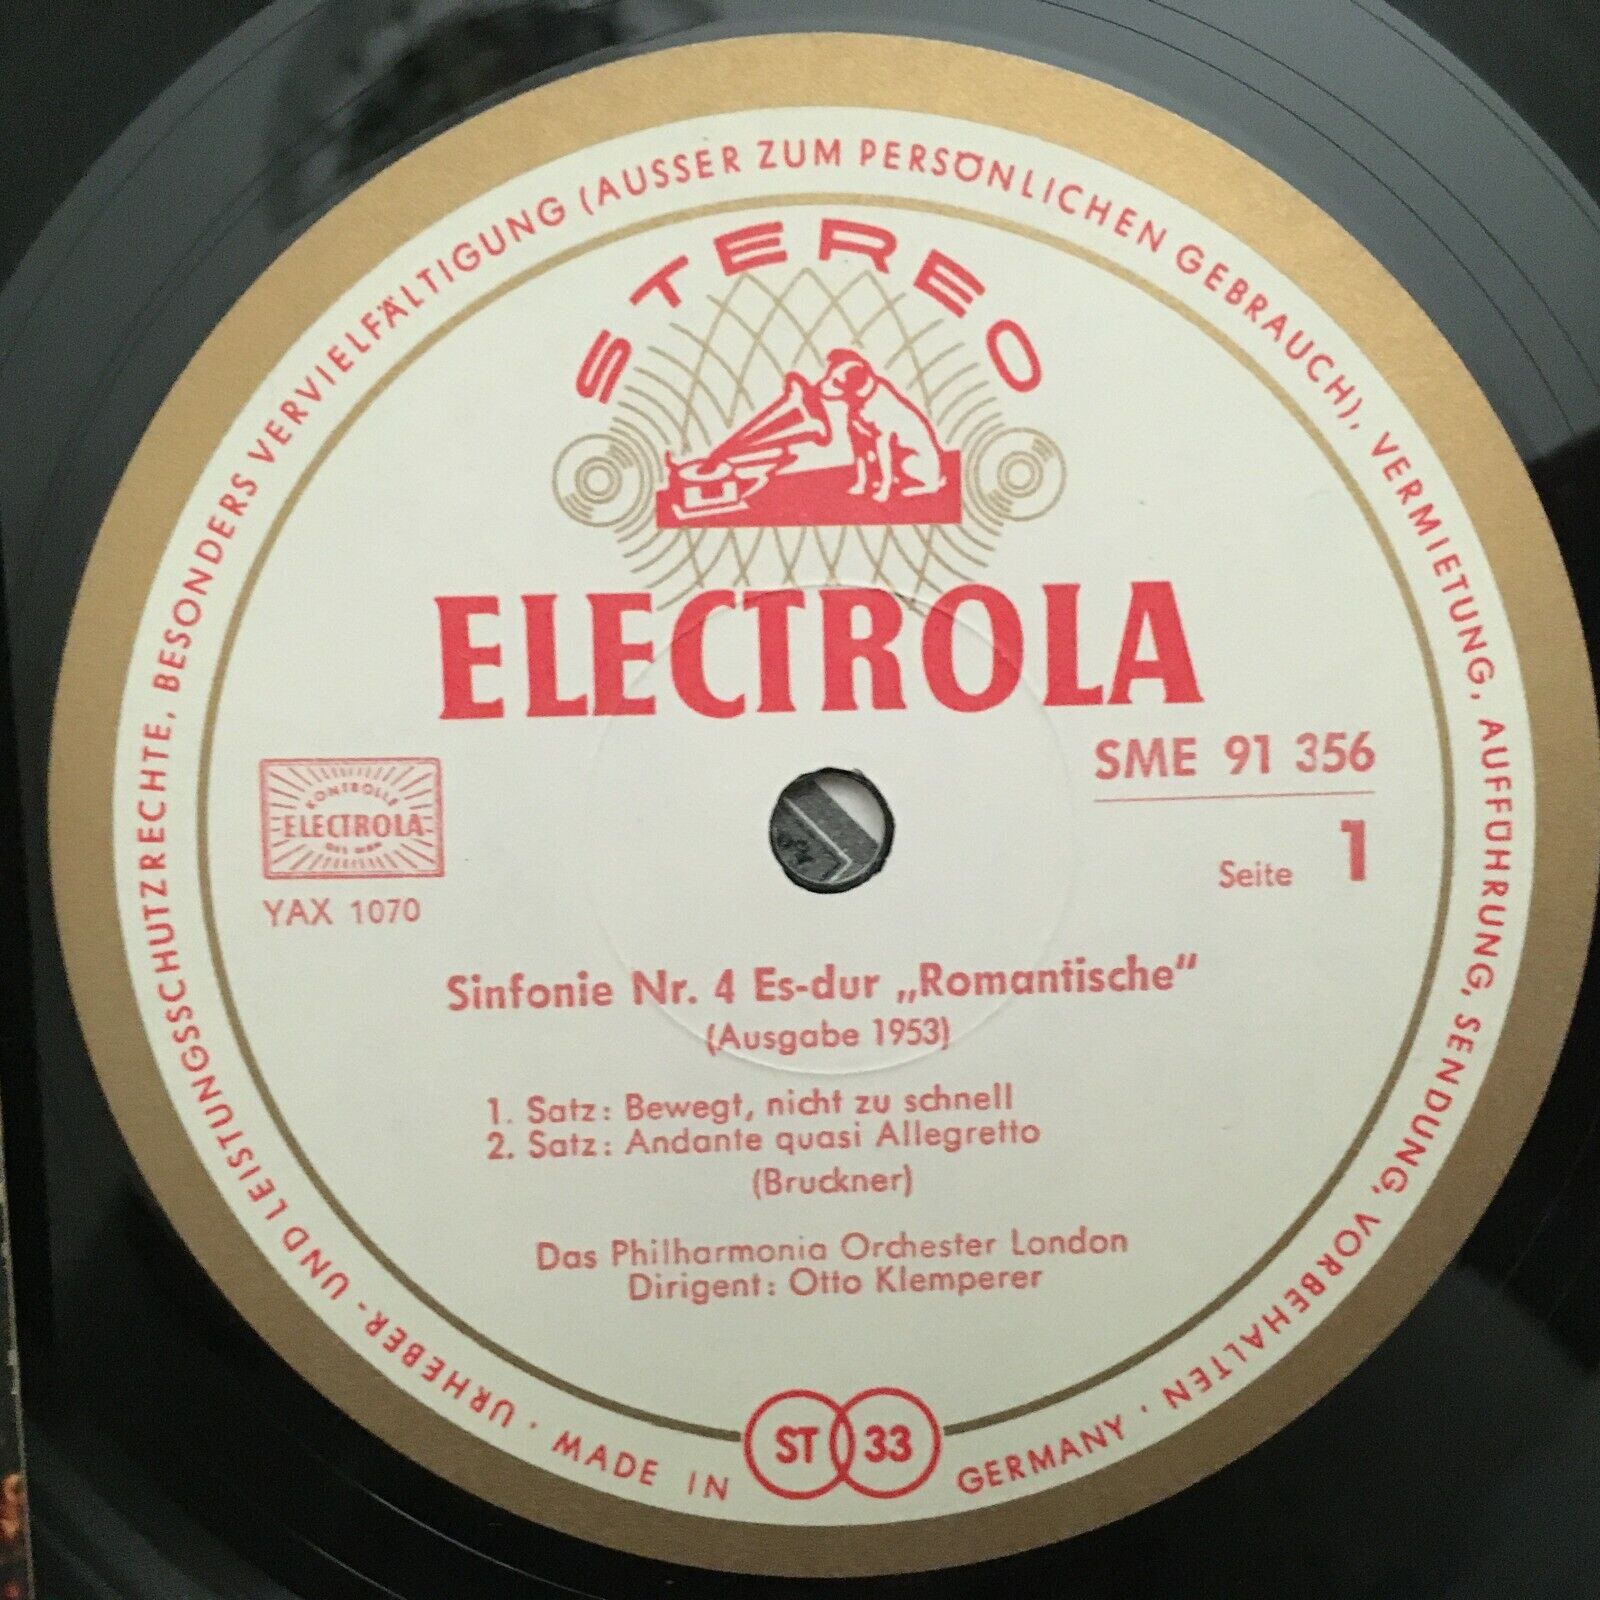 URHEBER- UND LEISTUNGSSCHUTZRECHTE, BESONDERS VERVIELFÄLTIGUNG (AUSSER ZUM PERSÖNLICHEN GEBRAUCH), VERMIETUNG, AUFFÜHRUNG, SENDUNG, VORBEHALTEN ·
STEREO
ELECTROLA
SME 91 356
Seite 1
KONTROLLE
ELECTROLA
YAX 1070
Sinfonie Nr. 4 Es-dur „Romantische“
(Ausgabe 1953)
1. Satz: Bewegt, nicht zu schnell
2. Satz: Andante quasi Allegretto
(Bruckner)
Das Philharmonia Orchester London
Dirigent: Otto Klemperer
ST 33
· MADE IN GERMANY ·